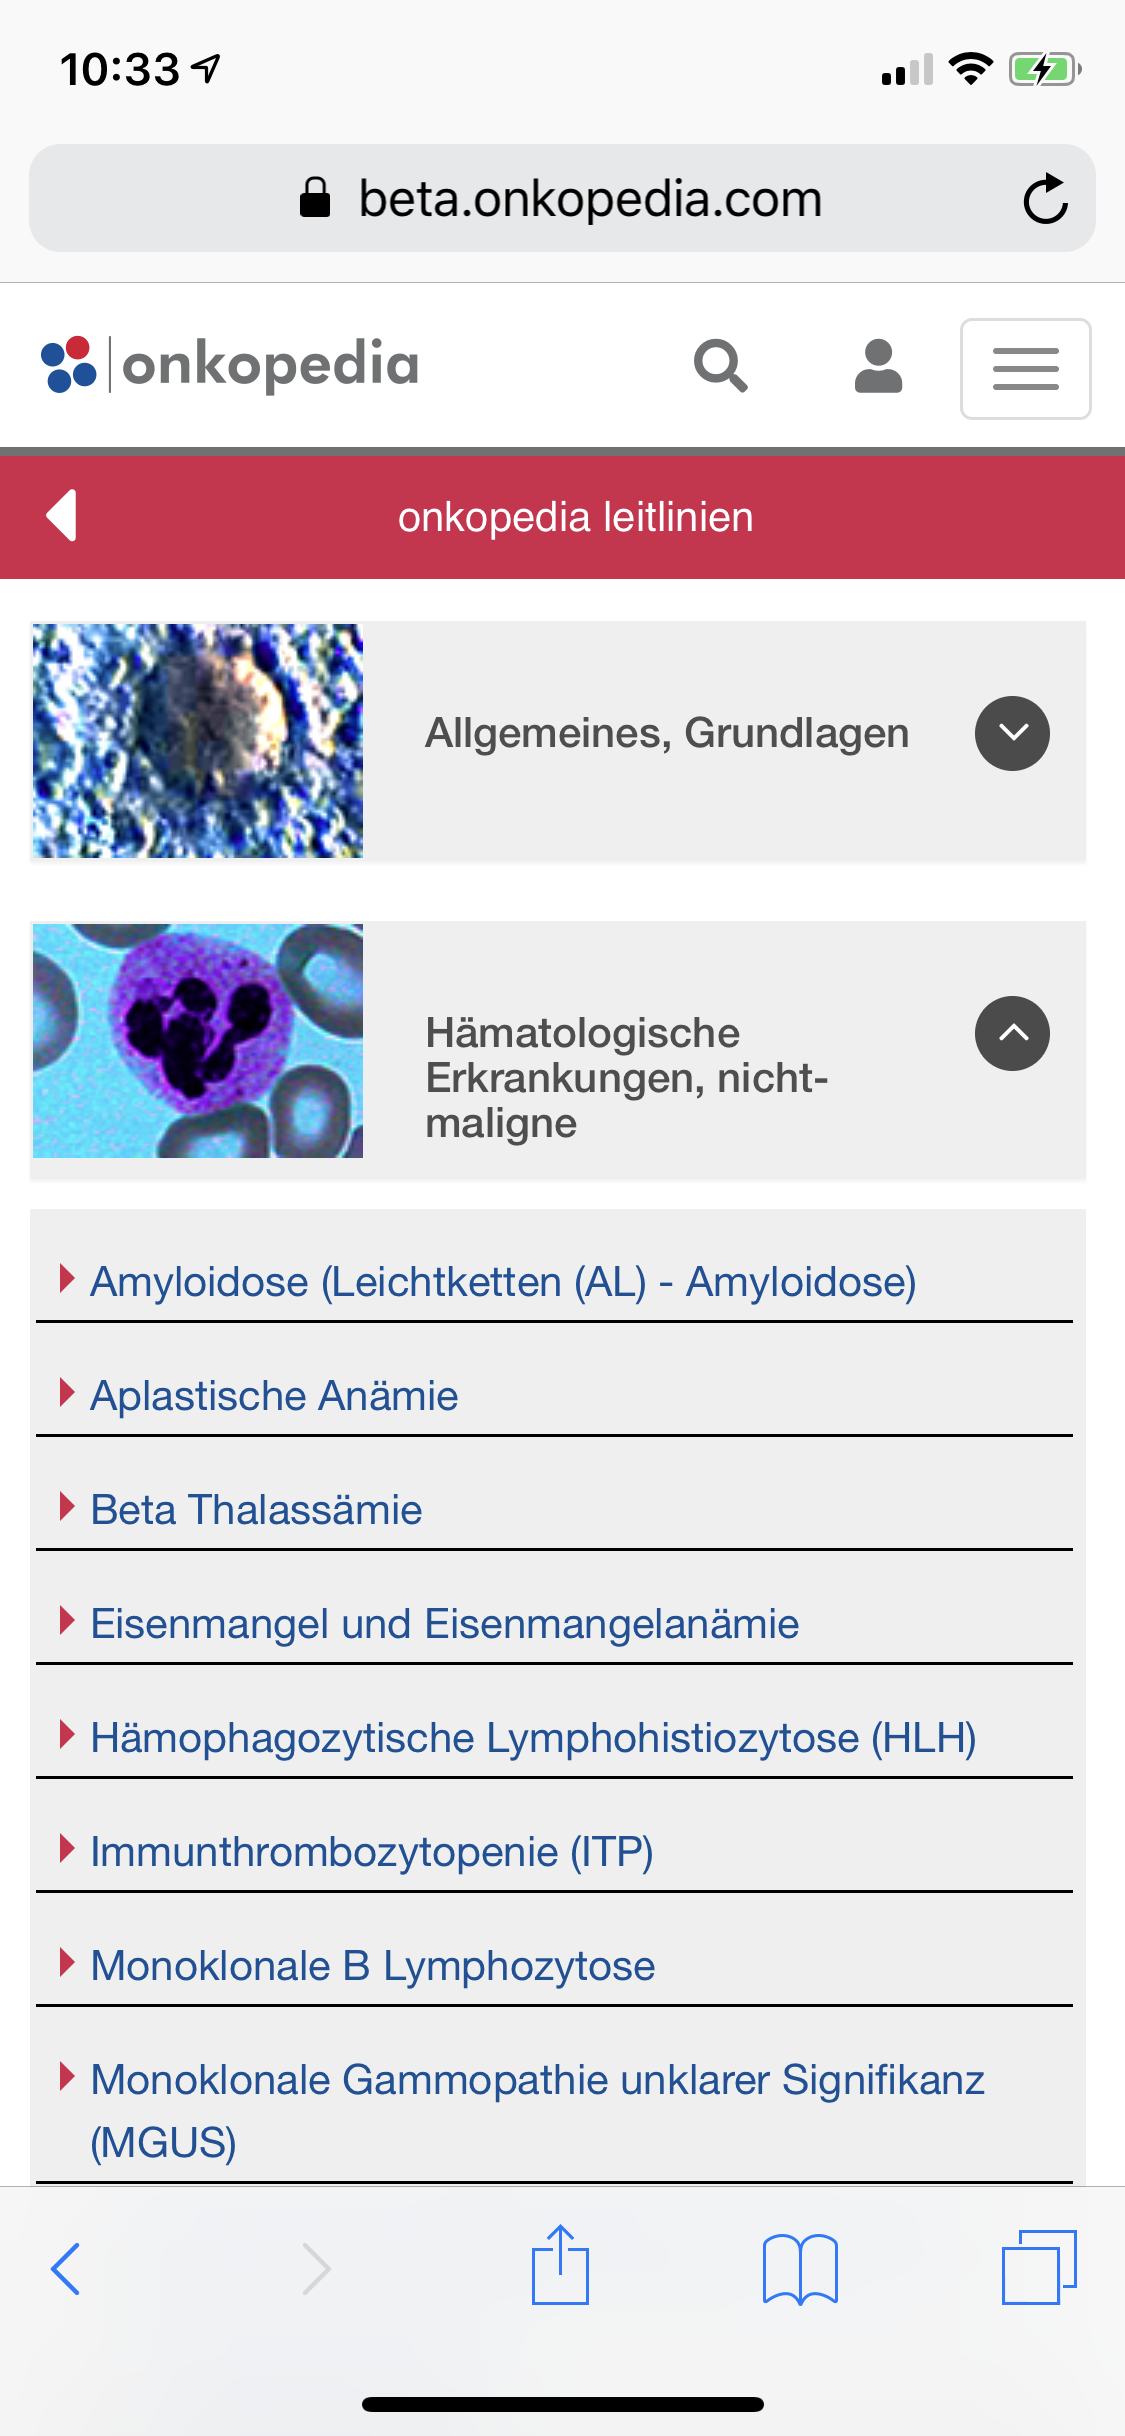 10:33
beta.onkopedia.com
onkopedia
onkopedia leitlinien
Allgemeines, Grundlagen
Hämatologische
Erkrankungen, nicht-
maligne
Amyloidose (Leichtketten (AL) - Amyloidose)
Aplastische Anämie
Beta Thalassämie
Eisenmangel und Eisenmangelanämie
Hämophagozytische Lymphohistiozytose (HLH)
Immunthrombozytopenie (ITP)
Monoklonale B Lymphozytose
Monoklonale Gammopathie unklarer Signifikanz
(MGUS)